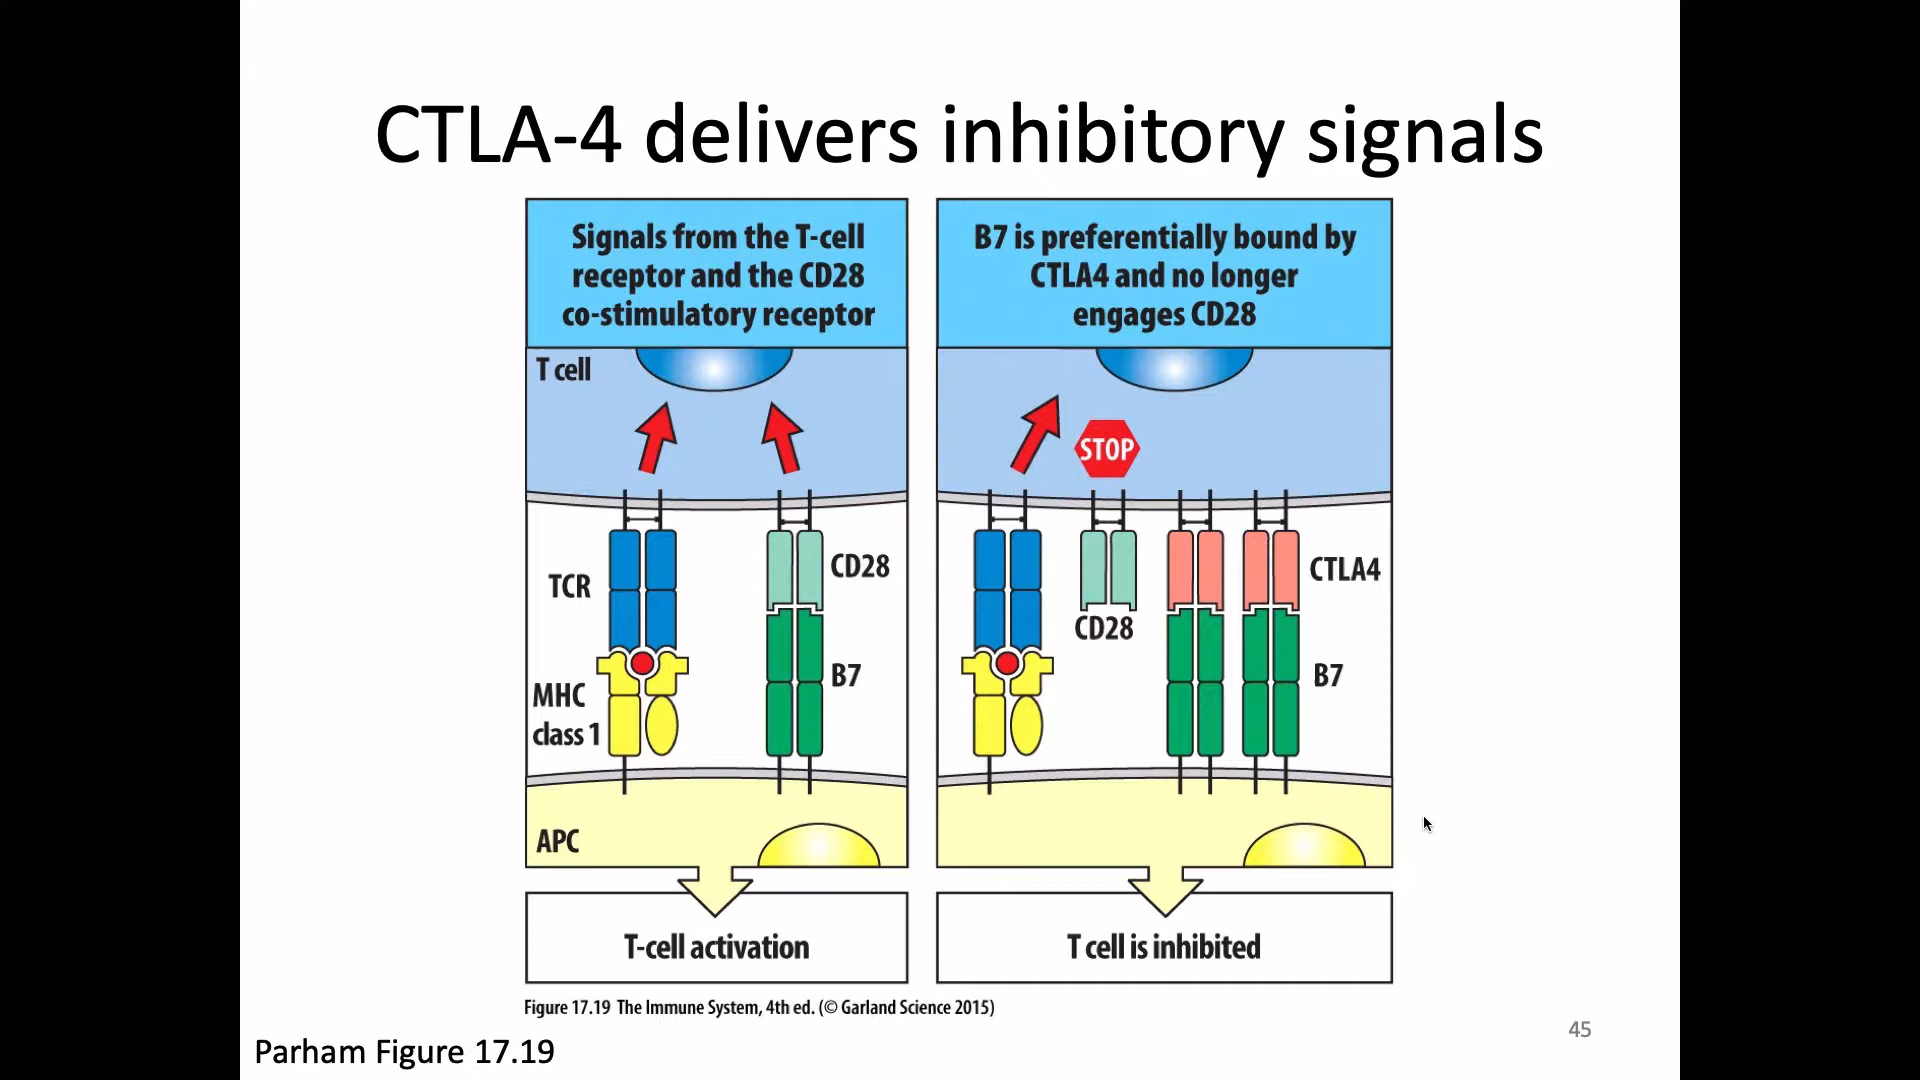 CTLA-4 delivers inhibitory signals
Signals from the T-cell
receptor and the CD28
co-stimulatory receptor
T cell
TCR
CD28
MHC
class 1
B7
APC
T-cell activation
B7 is preferentially bound by
CTLA4 and no longer
engages CD28
STOP
CD28
CTLA4
B7
T cell is inhibited
Figure 17.19 The Immune System, 4th ed. (© Garland Science 2015)
Parham Figure 17.19
45